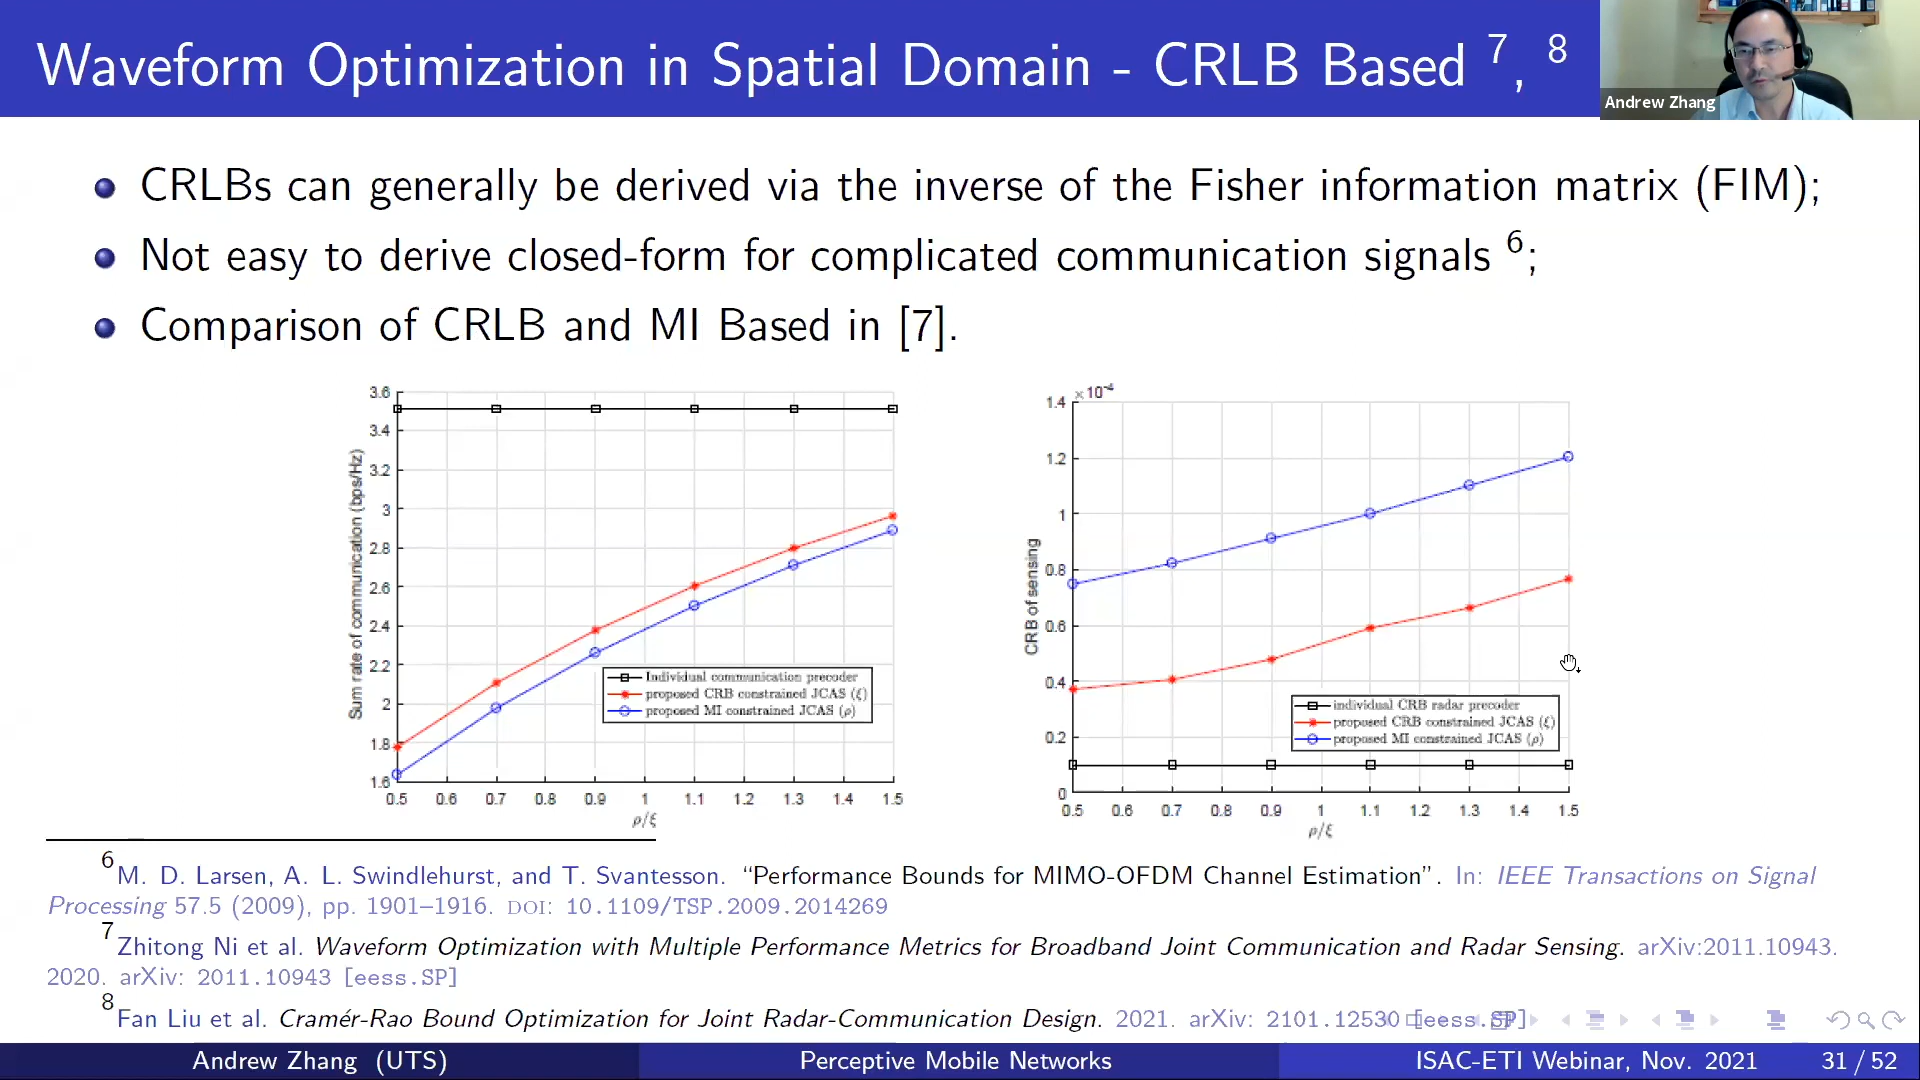 Waveform Optimization in Spatial Domain - CRLB Based 7, 8
Andrew Zhang
CRLBs can generally be derived via the inverse of the Fisher information matrix (FIM);
Not easy to derive closed-form for complicated communication signals 6;
Comparison of CRLB and MI Based in [7].
Sum rate of communication (bps/Hz)
3.6
3.4
3.2
3
2.8
2.6
2.4
2.2
2
1.8
1.6
Individual communication precoder
proposed CRB constrained JCAS (ξ)
proposed MI constrained JCAS (ρ)
0.5 0.6 0.7 0.8 0.9 1 1.1 1.2 1.3 1.4 1.5
ρ/ξ
×10-4
CRB of sensing
1.4
1.2
1
0.8
0.6
0.4
0.2
0
individual CRB radar precoder
proposed CRB constrained JCAS (ξ)
proposed MI constrained JCAS (ρ)
0.5 0.6 0.7 0.8 0.9 1 1.1 1.2 1.3 1.4 1.5
ρ/ξ
6 M. D. Larsen, A. L. Swindlehurst, and T. Svantesson. “Performance Bounds for MIMO-OFDM Channel Estimation”. In: IEEE Transactions on Signal
Processing 57.5 (2009), pp. 1901–1916. DOI: 10.1109/TSP.2009.2014269
7 Zhitong Ni et al. Waveform Optimization with Multiple Performance Metrics for Broadband Joint Communication and Radar Sensing. arXiv:2011.10943.
2020. arXiv: 2011.10943 [eess.SP]
8 Fan Liu et al. Cramér-Rao Bound Optimization for Joint Radar-Communication Design. 2021. arXiv: 2101.12530 [eess.SP]
Andrew Zhang (UTS)
Perceptive Mobile Networks
ISAC-ETI Webinar, Nov. 2021
31 / 52